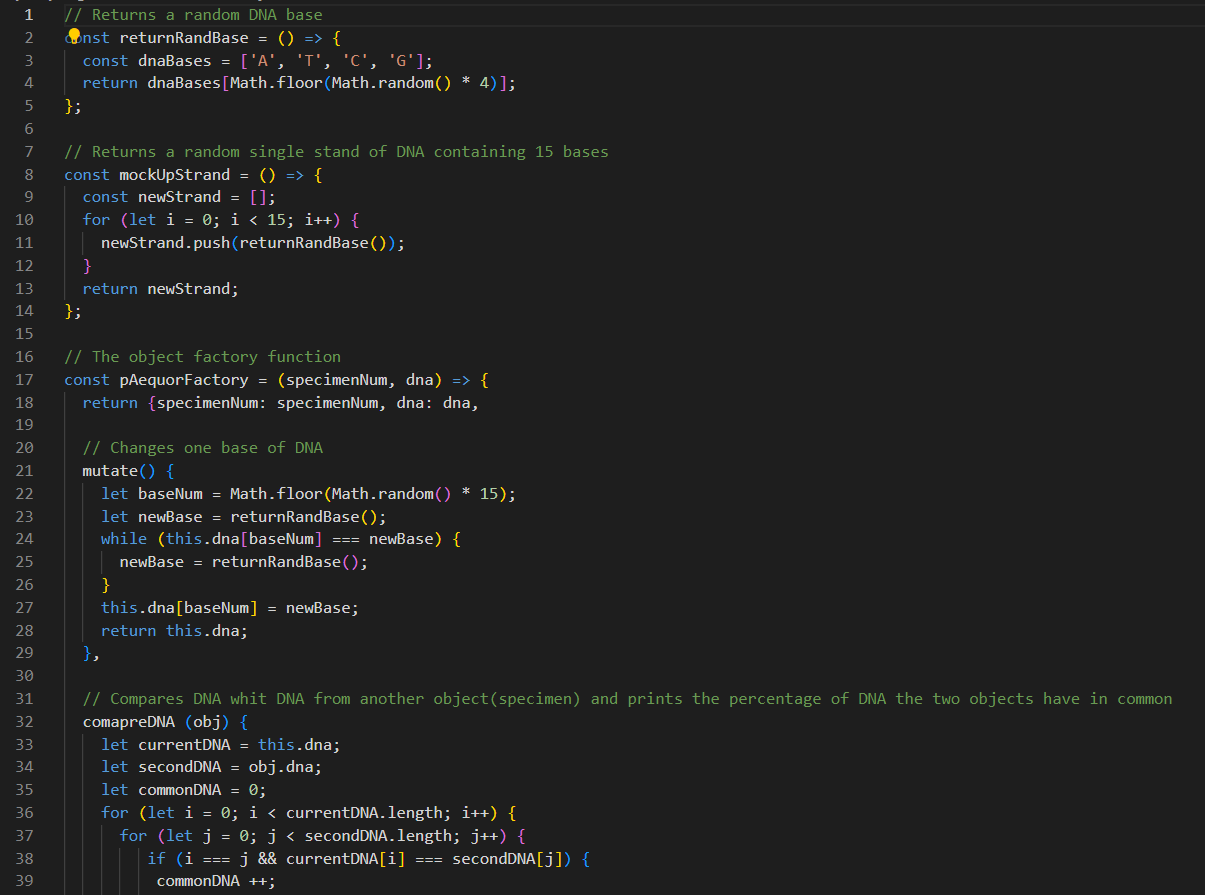 1 // Returns a random DNA base
2 const returnRandBase = () => {
3 const dnaBases = ['A', 'T', 'C', 'G'];
4 return dnaBases[Math.floor(Math.random() * 4)];
5 };
6
7 // Returns a random single stand of DNA containing 15 bases
8 const mockUpStrand = () => {
9 const newStrand = [];
10 for (let i = 0; i < 15; i++) {
11 newStrand.push(returnRandBase());
12 }
13 return newStrand;
14 };
15
16 // The object factory function
17 const pAequorFactory = (specimenNum, dna) => {
18 return {specimenNum: specimenNum, dna: dna,
19
20 // Changes one base of DNA
21 mutate() {
22 let baseNum = Math.floor(Math.random() * 15);
23 let newBase = returnRandBase();
24 while (this.dna[baseNum] === newBase) {
25 newBase = returnRandBase();
26 }
27 this.dna[baseNum] = newBase;
28 return this.dna;
29 },
30
31 // Compares DNA whit DNA from another object(specimen) and prints the percentage of DNA the two objects have in common
32 comapreDNA (obj) {
33 let currentDNA = this.dna;
34 let secondDNA = obj.dna;
35 let commonDNA = 0;
36 for (let i = 0; i < currentDNA.length; i++) {
37 for (let j = 0; j < secondDNA.length; j++) {
38 if (i === j && currentDNA[i] === secondDNA[j]) {
39 commonDNA ++;